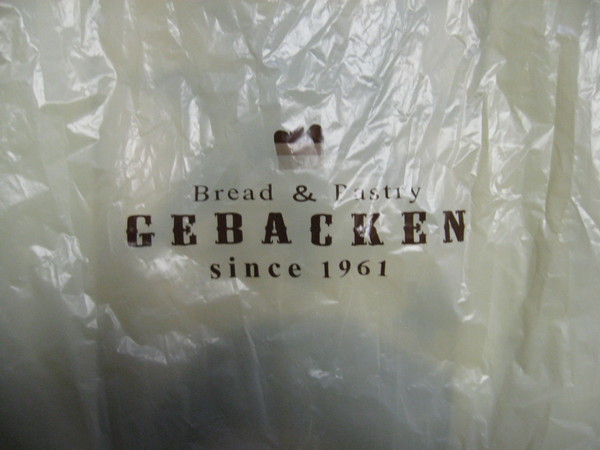 Bread & Pastry
GEBACKEN
since 1961